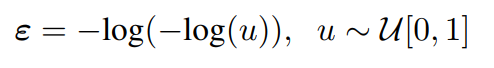 ε = −log(−log(u)), u ∼ 𝒰[0, 1]